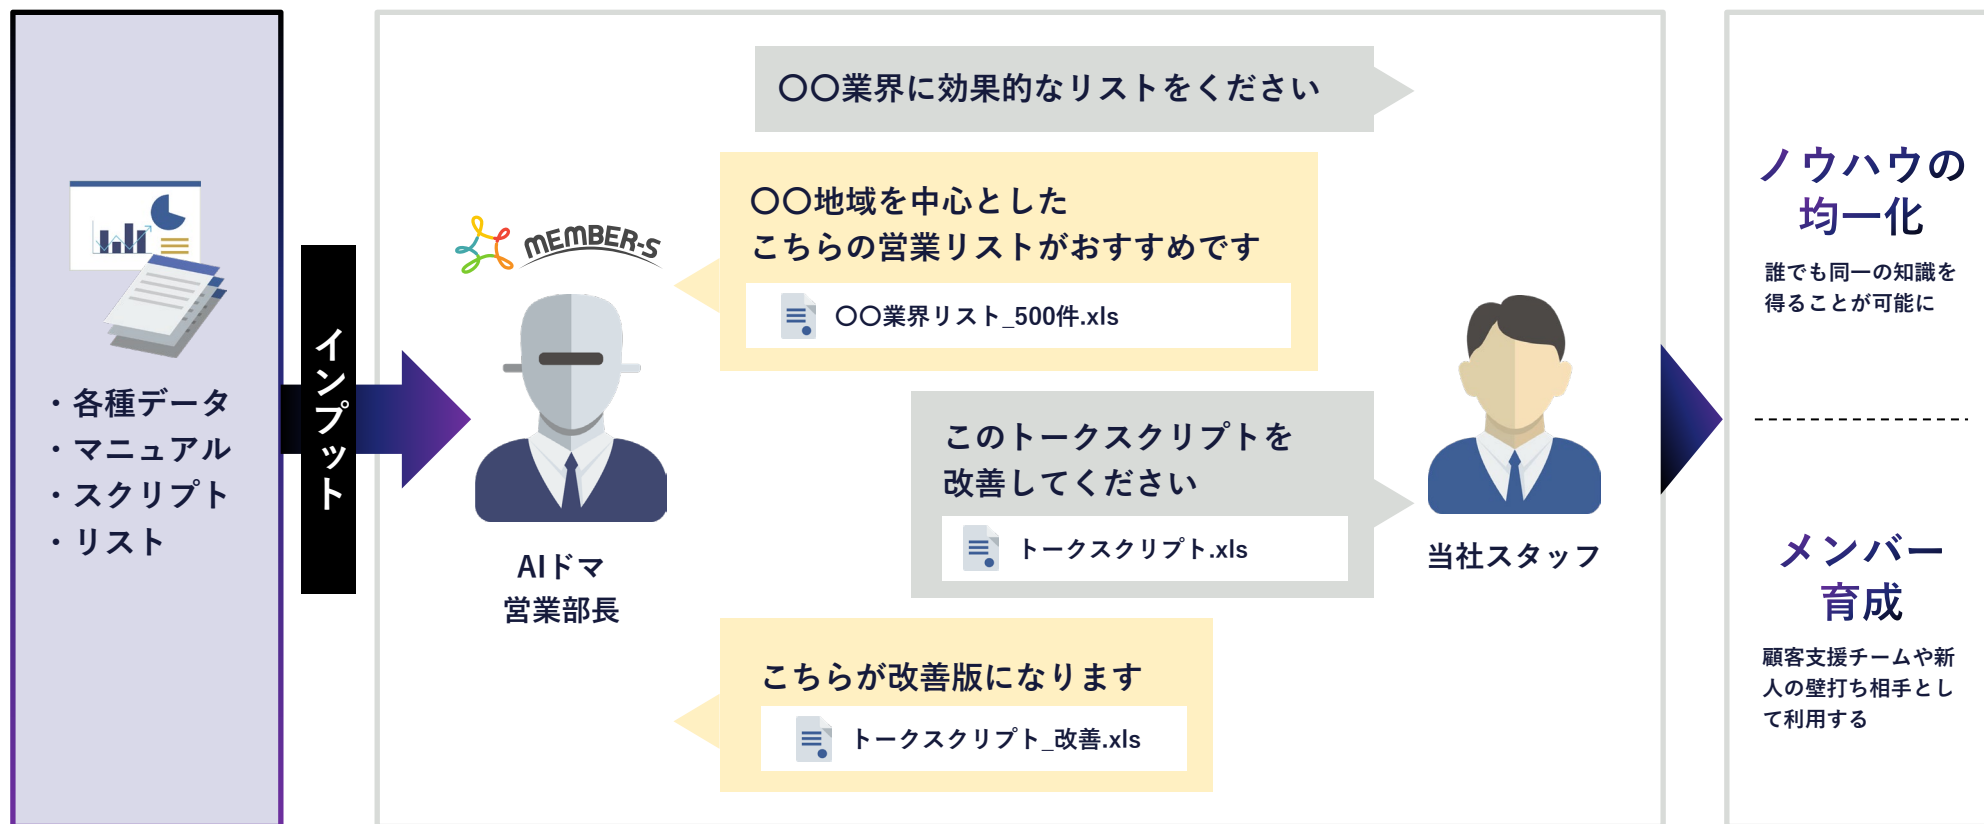 ・各種データ
・マニュアル
・スクリプト
・リスト
インプット
MEMBER-S
AIドマ
営業部長
〇〇業界に効果的なリストをください
〇〇地域を中心とした
こちらの営業リストがおすすめです
〇〇業界リスト_500件.xls
このトークスクリプトを
改善してください
トークスクリプト.xls
こちらが改善版になります
トークスクリプト_改善.xls
当社スタッフ
ノウハウの
均一化
誰でも同一の知識を
得ることが可能に
メンバー
育成
顧客支援チームや新
人の壁打ち相手とし
て利用する